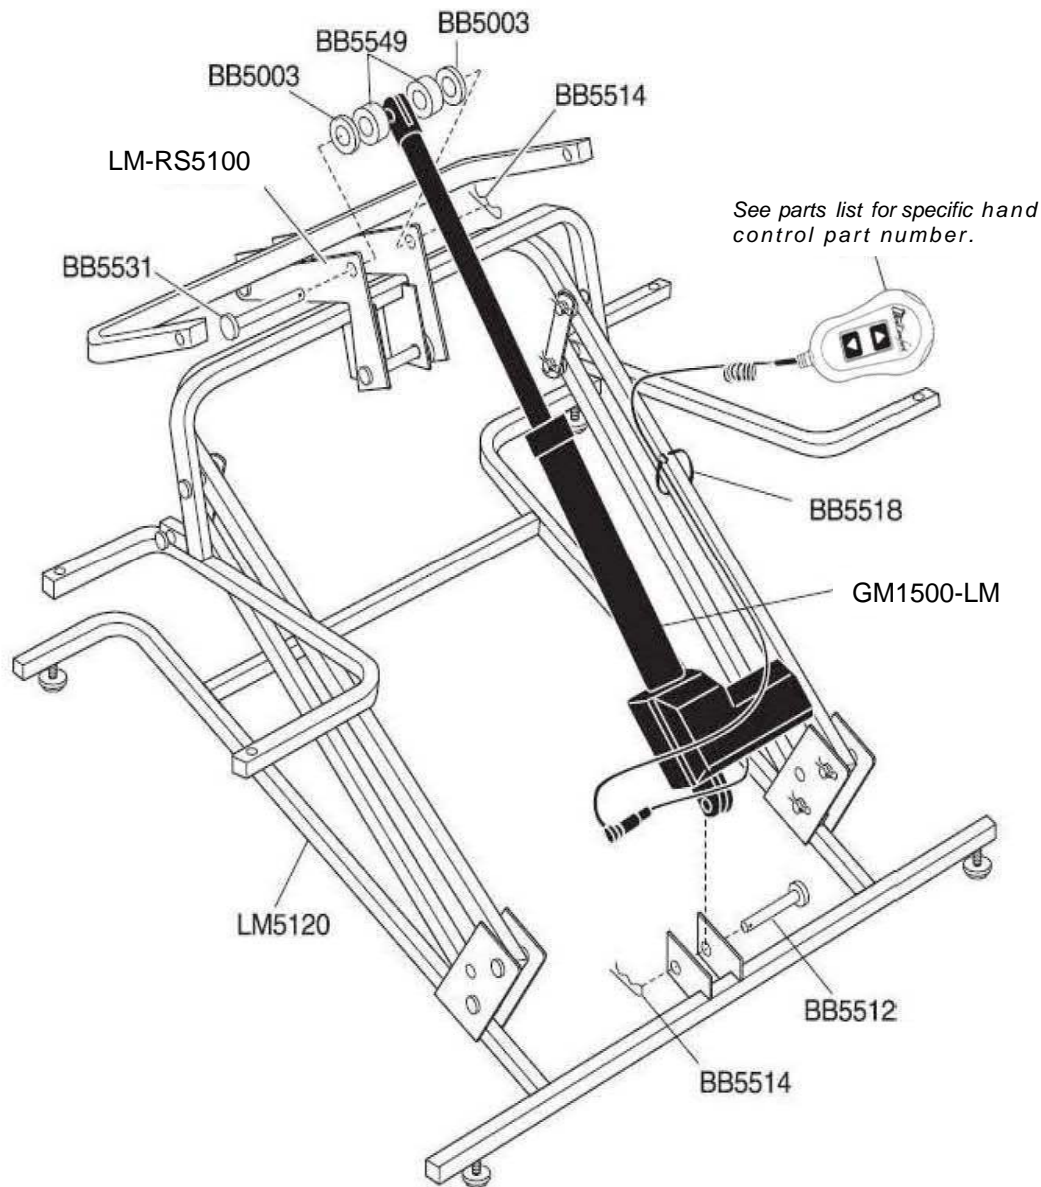 BB5003
BB5549
BB5003
BB5514
LM-RS5100
See parts list for specific hand
control part number.
BB5531
BB5518
GM1500-LM
LM5120
BB5512
BB5514